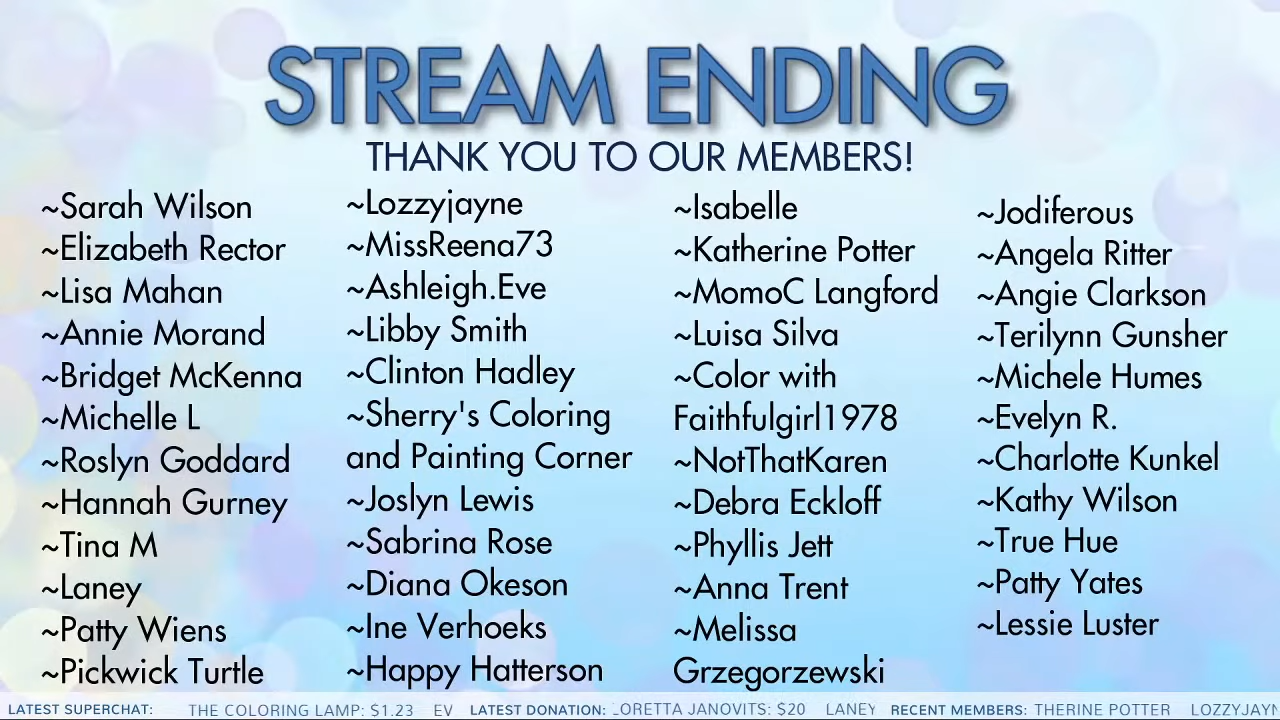 STREAM ENDING
THANK YOU TO OUR MEMBERS!
~Sarah Wilson
~Elizabeth Rector
~Lisa Mahan
~Annie Morand
~Bridget McKenna
~Michelle L
~Roslyn Goddard
~Hannah Gurney
~Tina M
~Laney
~Patty Wiens
~Pickwick Turtle
~Lozzyjayne
~MissReena73
~Ashleigh.Eve
~Libby Smith
~Clinton Hadley
~Sherry's Coloring
and Painting Corner
~Joslyn Lewis
~Sabrina Rose
~Diana Okeson
~Ine Verhoeks
~Happy Hatterson
~Isabelle
~Katherine Potter
~MomoC Langford
~Luisa Silva
~Color with
Faithfulgirl1978
~NotThatKaren
~Debra Eckloff
~Phyllis Jett
~Anna Trent
~Melissa
Grzegorzewski
~Jodiferous
~Angela Ritter
~Angie Clarkson
~Terilynn Gunsher
~Michele Humes
~Evelyn R.
~Charlotte Kunkel
~Kathy Wilson
~True Hue
~Patty Yates
~Lessie Luster
LATEST SUPERCHAT: THE COLORING LAMP: $1.23 EV LATEST DONATION: ORETTA JANOVITS: $20 LANEY RECENT MEMBERS: THERINE POTTER LOZZYJAYN